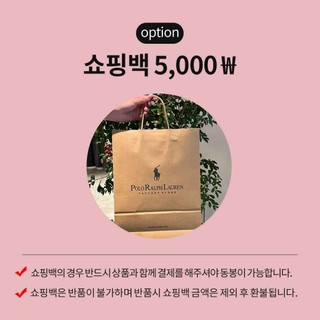 option
쇼핑백 5,000 ₩
POLO RALPH LAUREN
FACTORY STORE
쇼핑백의 경우 반드시 상품과 함께 결제를 해주셔야 동봉이 가능합니다.
쇼핑백은 반품이 불가하며 반품시 쇼핑백 금액은 제외 후 환불됩니다.